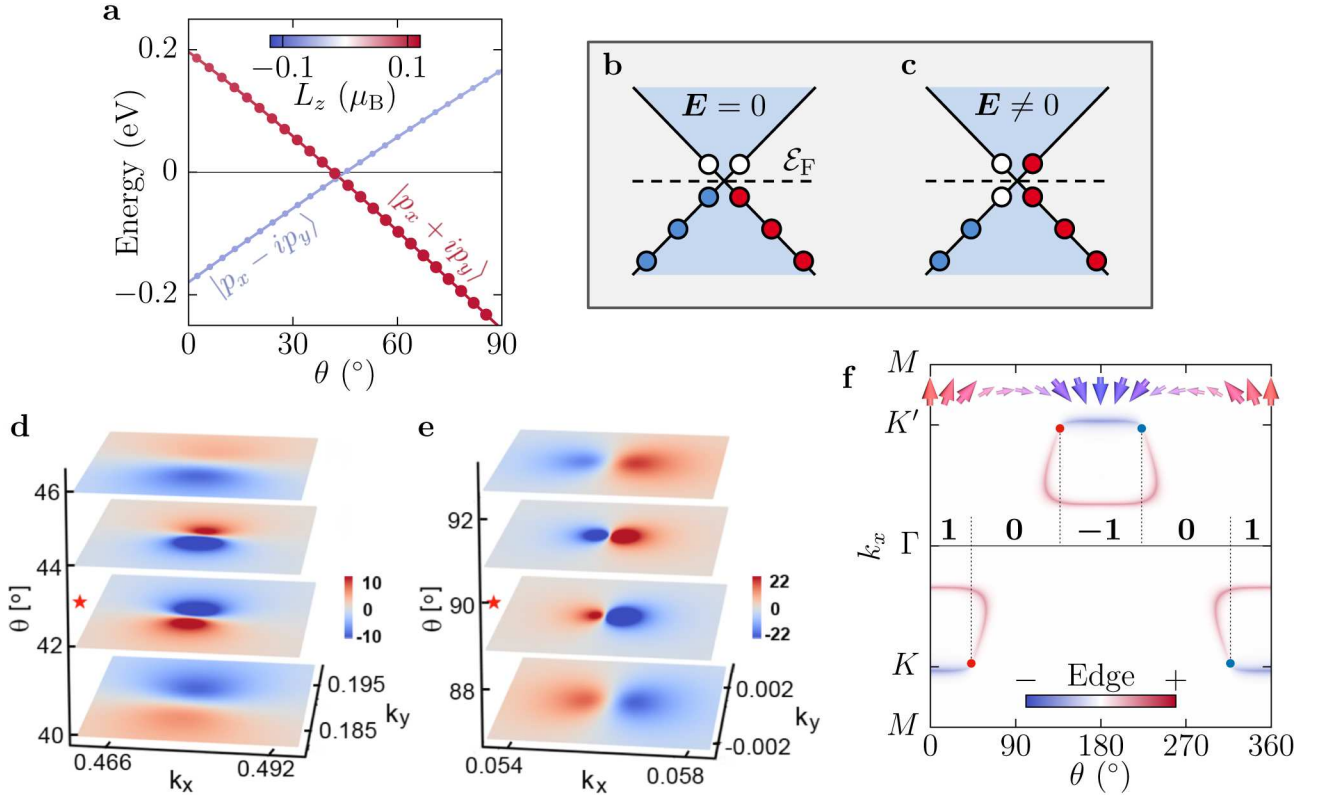 a
0.2
0
−0.2
Energy (eV)
−0.1 0.1
L_z (μ_B)
|p_x − ip_y⟩
|p_x + ip_y⟩
0 30 60 90
θ (°)
b
E = 0
c
E ≠ 0
ℰ_F
d
46
44
42
40
θ [°]
10
0
-10
0.195
0.185
k_y
0.466 0.492
k_x
e
92
90
88
θ [°]
22
0
-22
0.002
-0.002
k_y
0.054 0.058
k_x
f
M
K′
Γ
K
M
k_x
1 0 −1 0 1
− Edge +
0 90 180 270 360
θ (°)